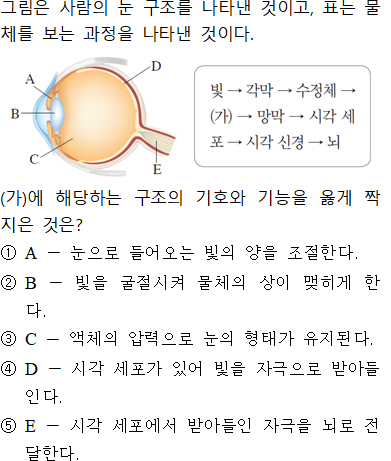 그림은 사람의 눈 구조를 나타낸 것이고, 표는 물
체를 보는 과정을 나타낸 것이다.
A
B
C
D
E
빛 → 각막 → 수정체 →
(가) → 망막 → 시각 세
포 → 시각 신경 → 뇌
(가)에 해당하는 구조의 기호와 기능을 옳게 짝
지은 것은?
① A － 눈으로 들어오는 빛의 양을 조절한다.
② B － 빛을 굴절시켜 물체의 상이 맺히게 한
다.
③ C － 액체의 압력으로 눈의 형태가 유지된다.
④ D － 시각 세포가 있어 빛을 자극으로 받아들
인다.
⑤ E － 시각 세포에서 받아들인 자극을 뇌로 전
달한다.